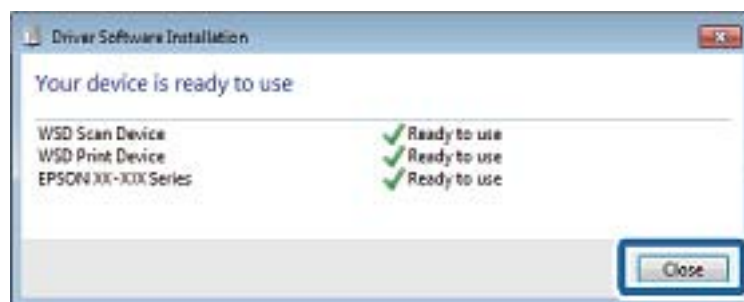 Driver Software Installation
Your device is ready to use
WSD Scan Device Ready to use
WSD Print Device Ready to use
EPSON XX-XXX Series Ready to use
Close